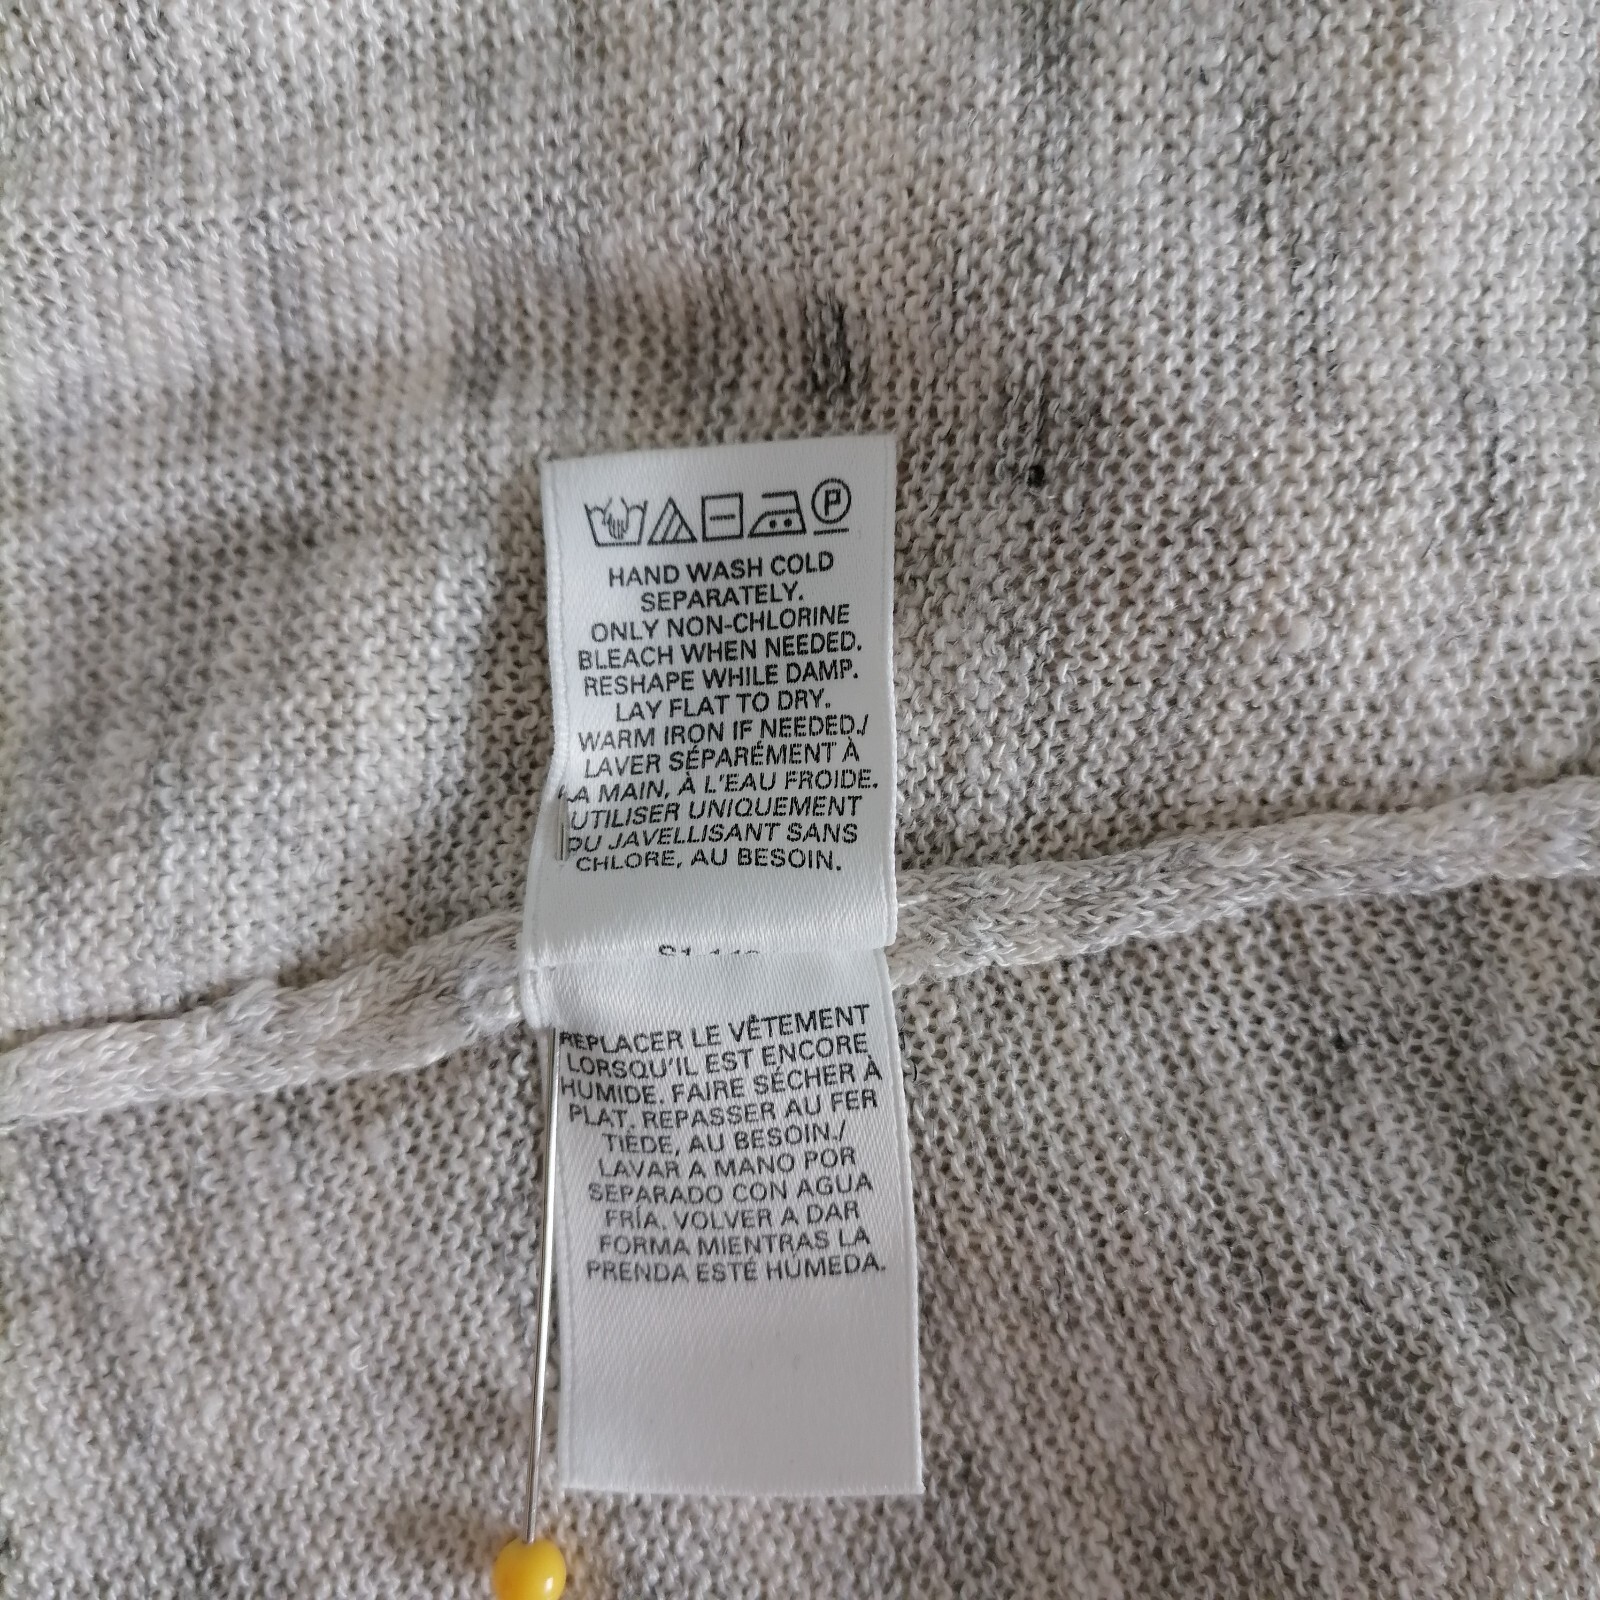 P
HAND WASH COLD
SEPARATELY.
ONLY NON-CHLORINE
BLEACH WHEN NEEDED.
RESHAPE WHILE DAMP.
LAY FLAT TO DRY.
WARM IRON IF NEEDED./
LAVER SÉPARÉMENT À
LA MAIN, À L'EAU FROIDE.
UTILISER UNIQUEMENT
DU JAVELLISANT SANS
CHLORE, AU BESOIN.
REPLACER LE VÊTEMENT
LORSQU'IL EST ENCORE
HUMIDE. FAIRE SÉCHER À
PLAT. REPASSER AU FER
TIÈDE, AU BESOIN./
LAVAR A MANO POR
SEPARADO CON AGUA
FRÍA. VOLVER A DAR
FORMA MIENTRAS LA
PRENDA ESTÉ HÚMEDA.